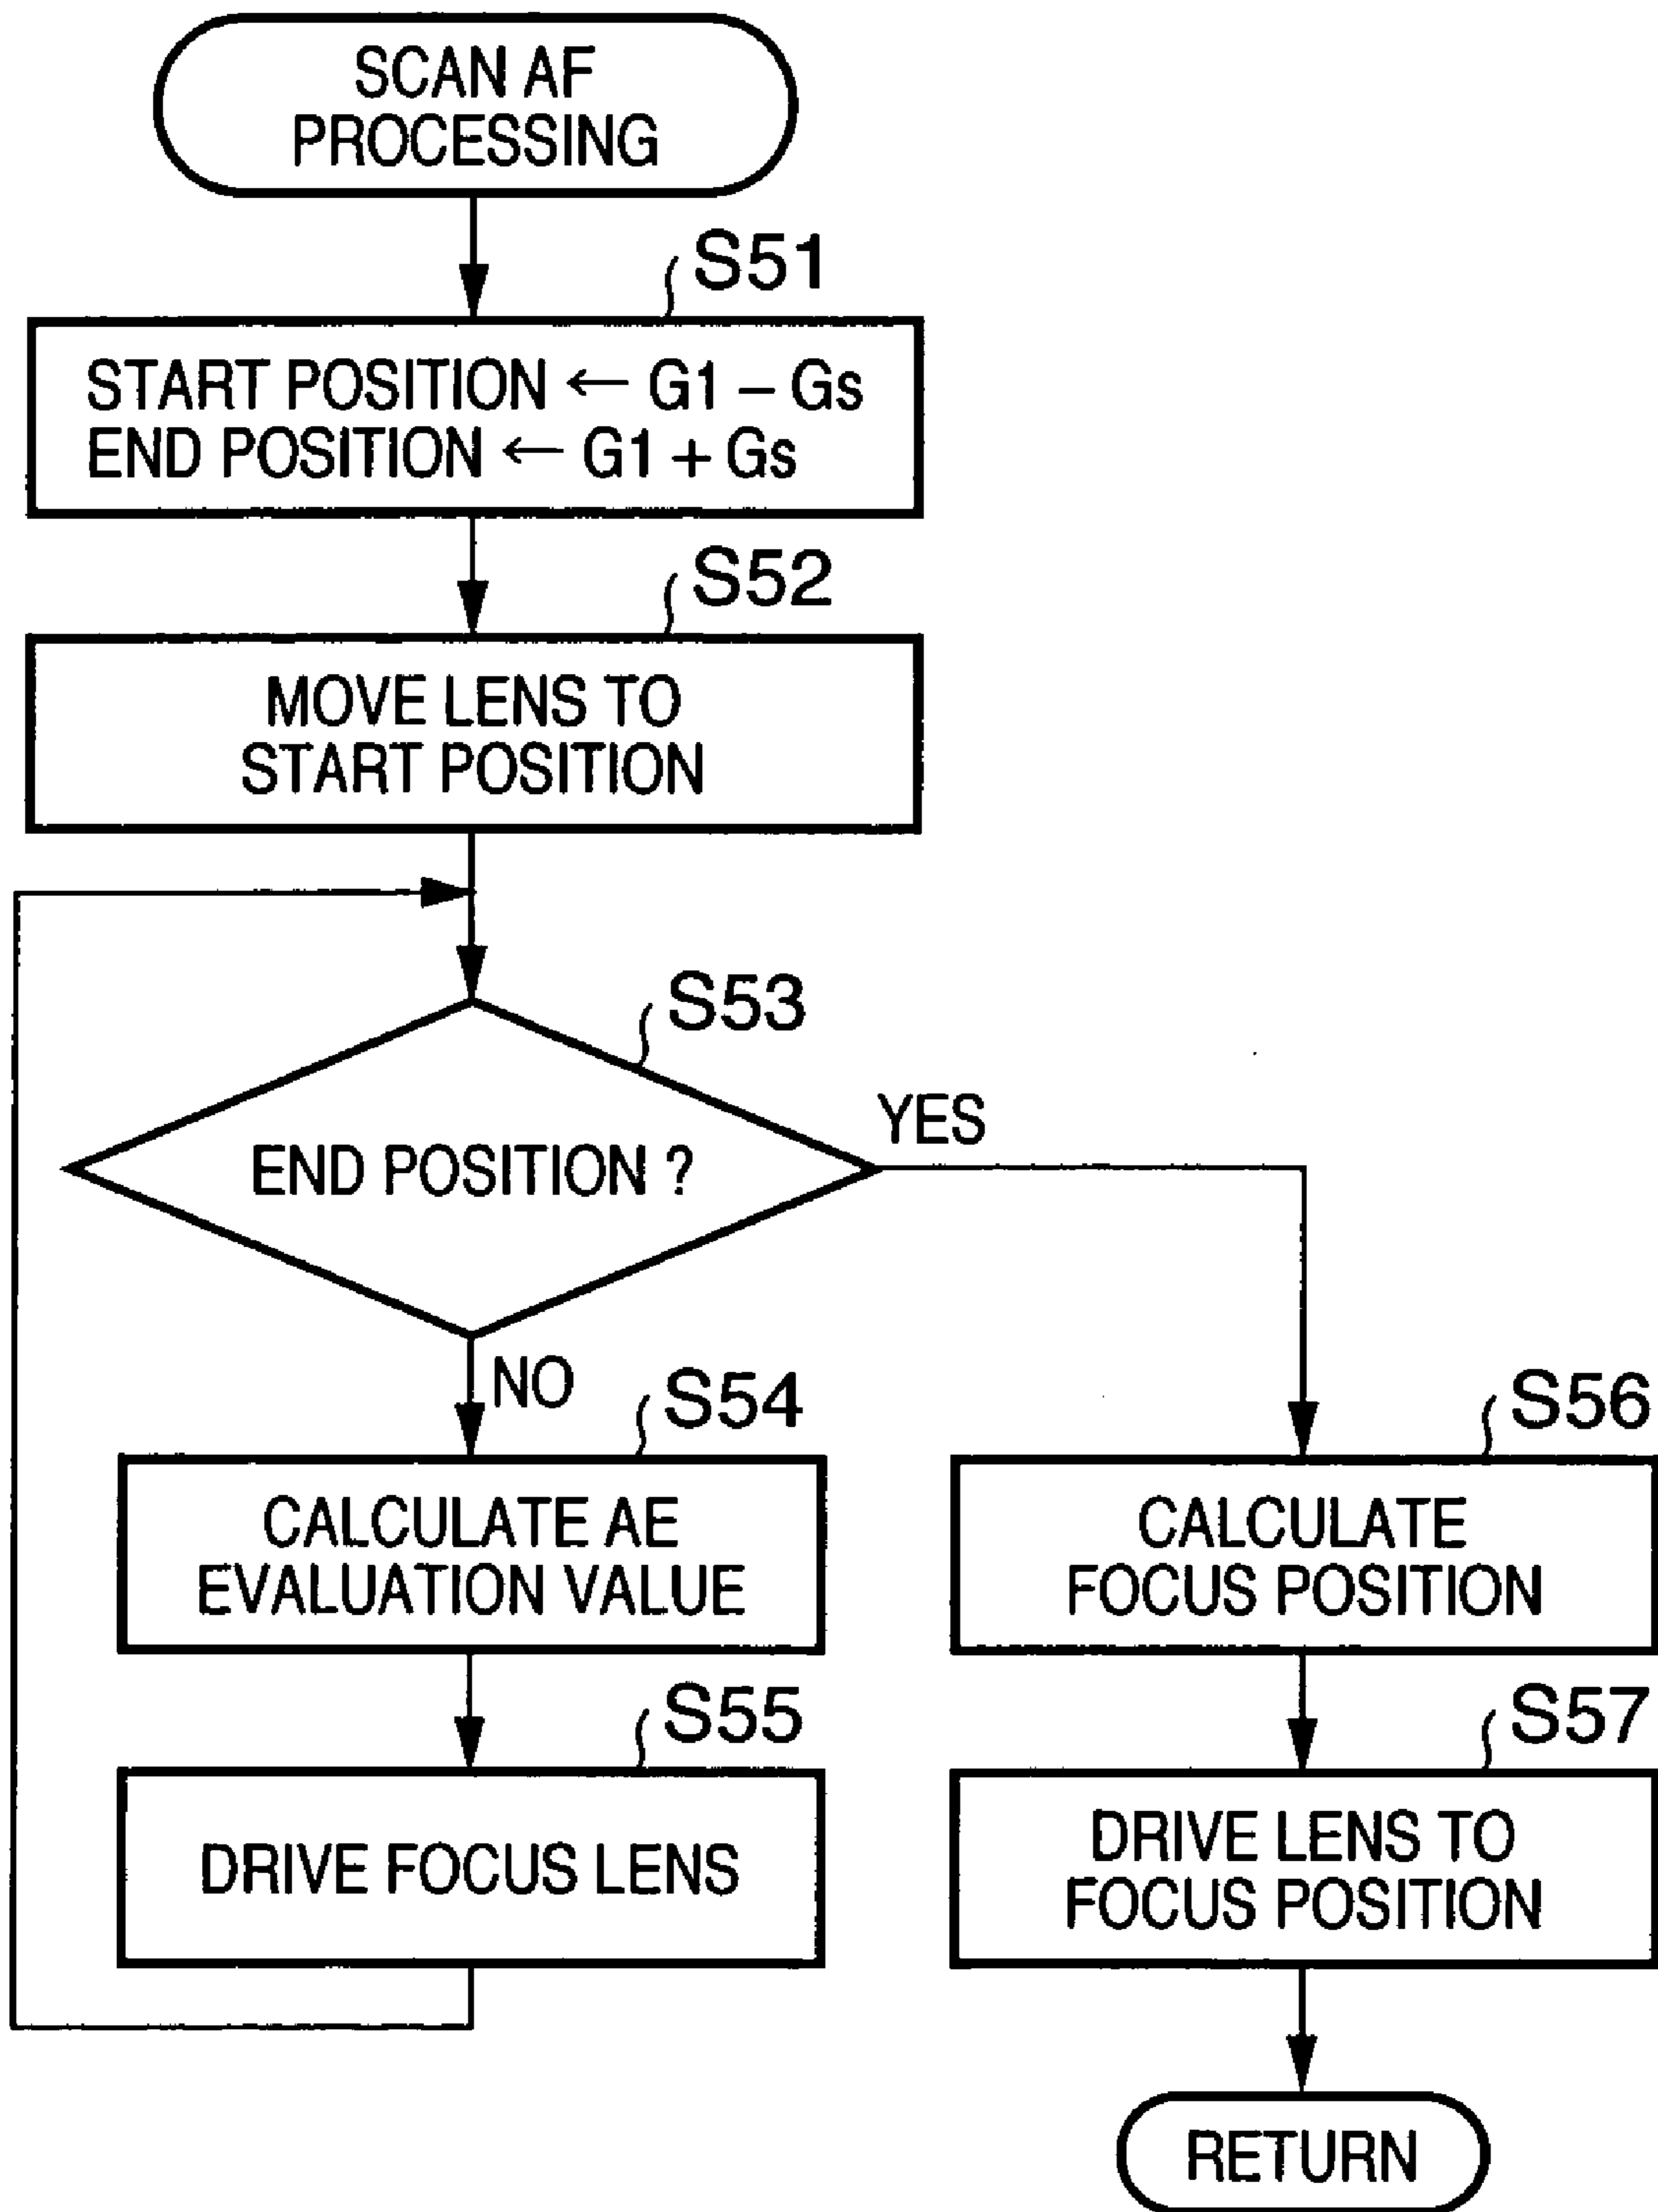 SCAN AF
PROCESSING
S51
START POSITION ← G1 – Gs
END POSITION ← G1 + Gs
S52
MOVE LENS TO
START POSITION
S53
END POSITION ?
YES
NO
S54
CALCULATE AE
EVALUATION VALUE
S55
DRIVE FOCUS LENS
S56
CALCULATE
FOCUS POSITION
S57
DRIVE LENS TO
FOCUS POSITION
RETURN